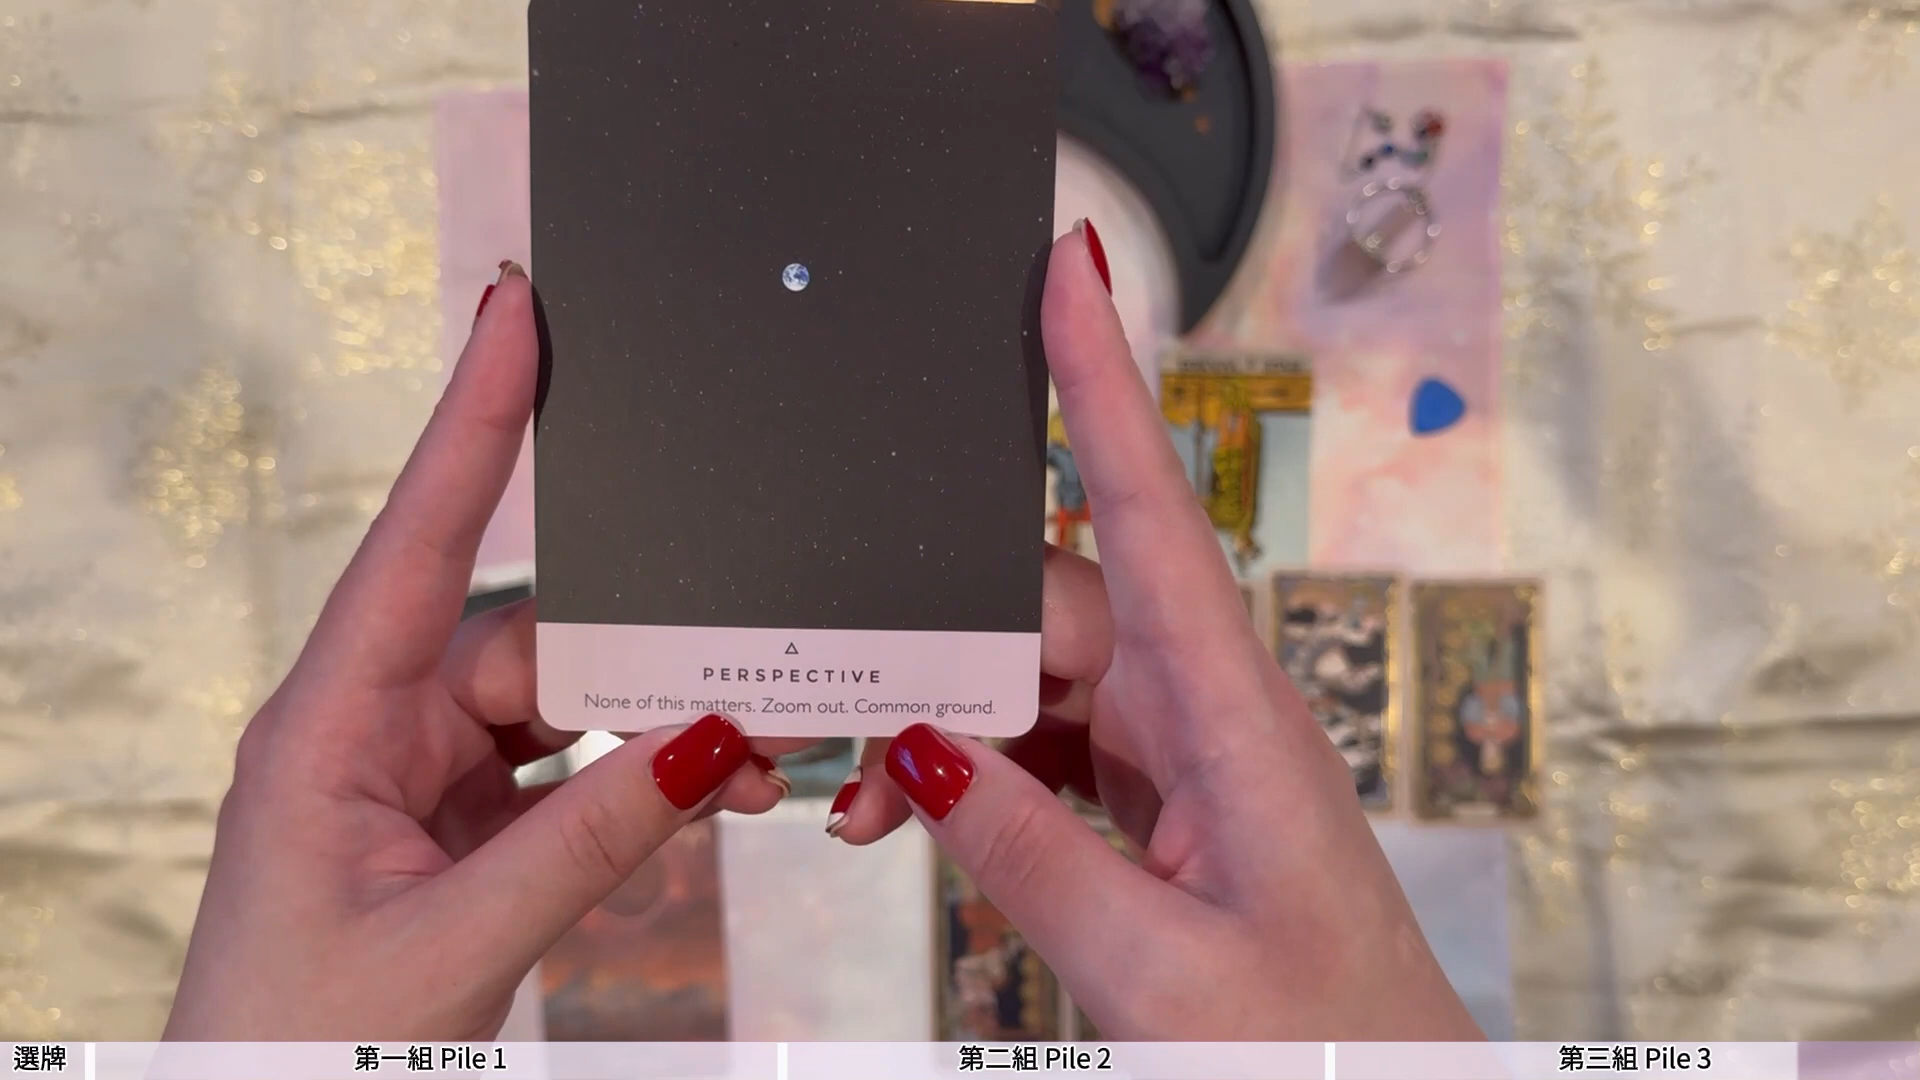 PERSPECTIVE
None of this matters. Zoom out. Common ground.
選牌
第一組 Pile 1
第二組 Pile 2
第三組 Pile 3